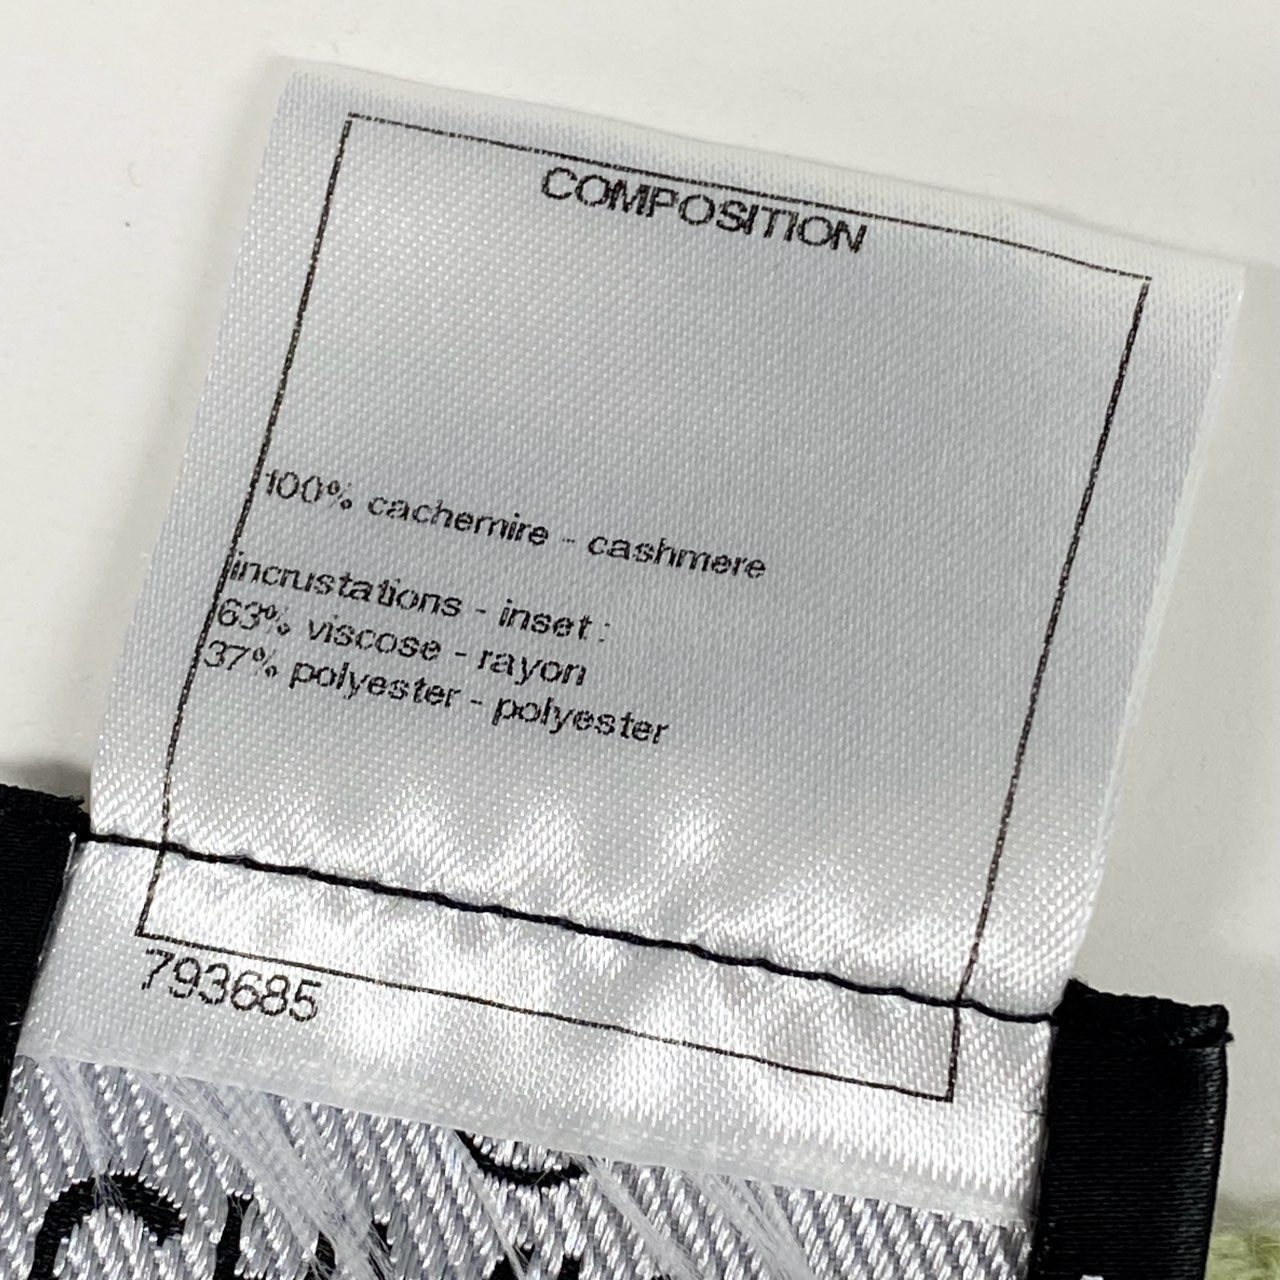 COMPOSITION
100% cachemire - cashmere
incrustations - inset :
63% viscose - rayon
37% polyester - polyester
793685